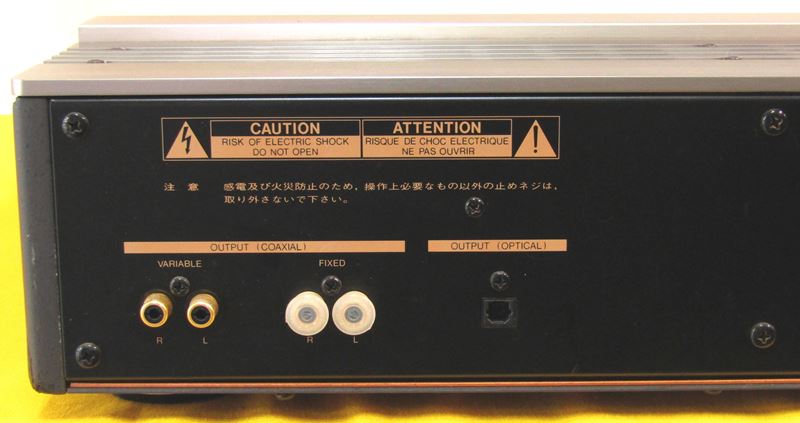 CAUTION
RISK OF ELECTRIC SHOCK
DO NOT OPEN
ATTENTION
RISQUE DE CHOC ELECTRIQUE
NE PAS OUVRIR
注 意 感電及び火災防止のため，操作上必要なもの以外の止めネジは，
取り外さないで下さい。
OUTPUT (COAXIAL)
OUTPUT (OPTICAL)
VARIABLE
FIXED
R L
R L